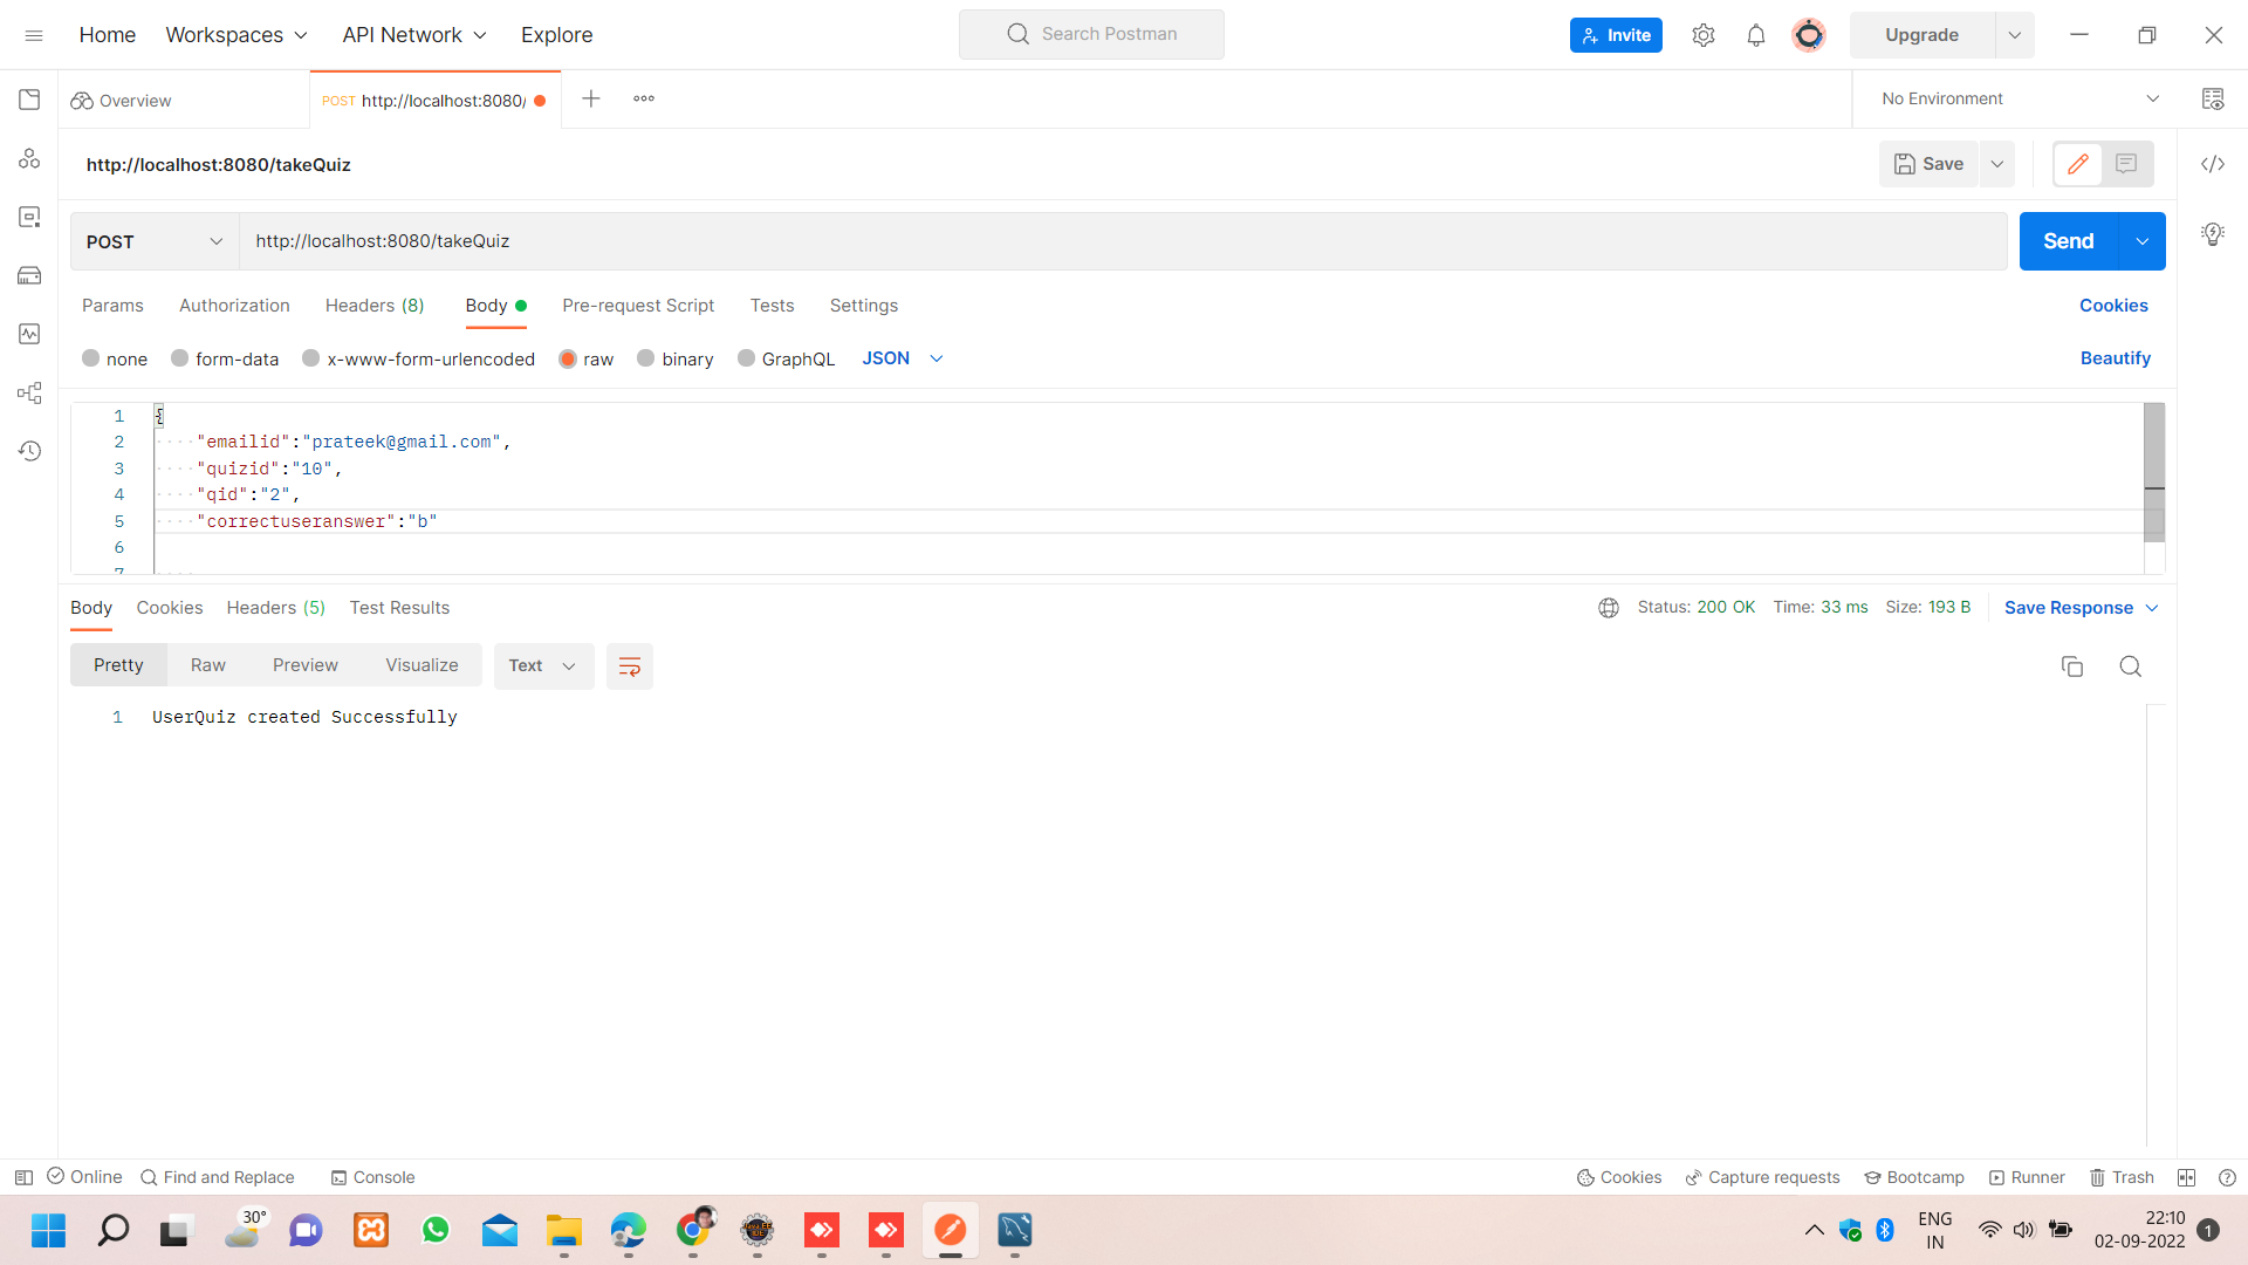 Home Workspaces API Network Explore Search Postman Invite Upgrade
Overview POST http://localhost:8080/ No Environment
http://localhost:8080/takeQuiz Save
POST http://localhost:8080/takeQuiz Send
Params Authorization Headers (8) Body Pre-request Script Tests Settings Cookies
none form-data x-www-form-urlencoded raw binary GraphQL JSON Beautify
1 {
2 "emailid":"prateek@gmail.com",
3 "quizid":"10",
4 "qid":"2",
5 "correctuseranswer":"b"
6
7
Body Cookies Headers (5) Test Results Status: 200 OK Time: 33 ms Size: 193 B Save Response
Pretty Raw Preview Visualize Text
1 UserQuiz created Successfully
Online Find and Replace Console Cookies Capture requests Bootcamp Runner Trash
30° ENG 22:10
IN 02-09-2022 1